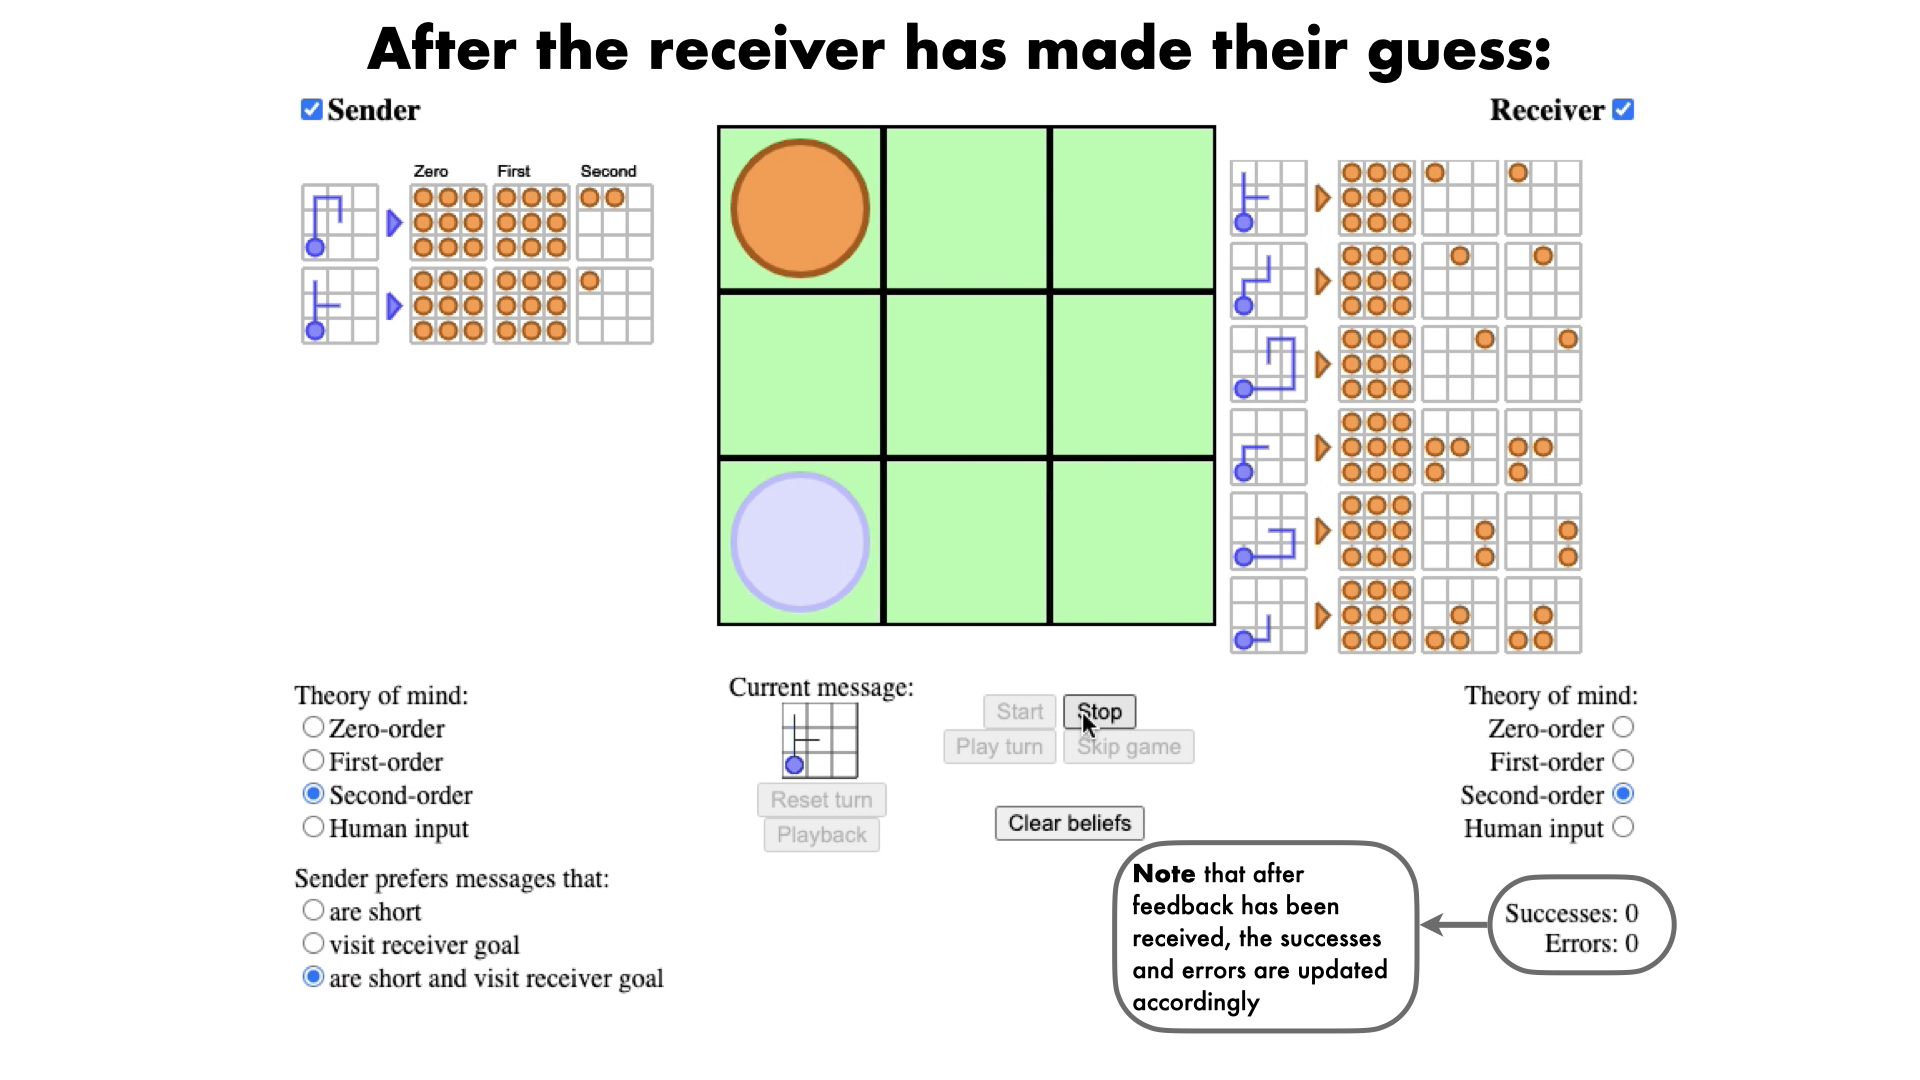 After the receiver has made their guess:
Sender
Receiver
Zero First Second
Theory of mind:
Zero-order
First-order
Second-order
Human input
Sender prefers messages that:
are short
visit receiver goal
are short and visit receiver goal
Current message:
Reset turn
Playback
Start
Stop
Play turn
Skip game
Clear beliefs
Theory of mind:
Zero-order
First-order
Second-order
Human input
Note that after
feedback has been
received, the successes
and errors are updated
accordingly
Successes: 0
Errors: 0